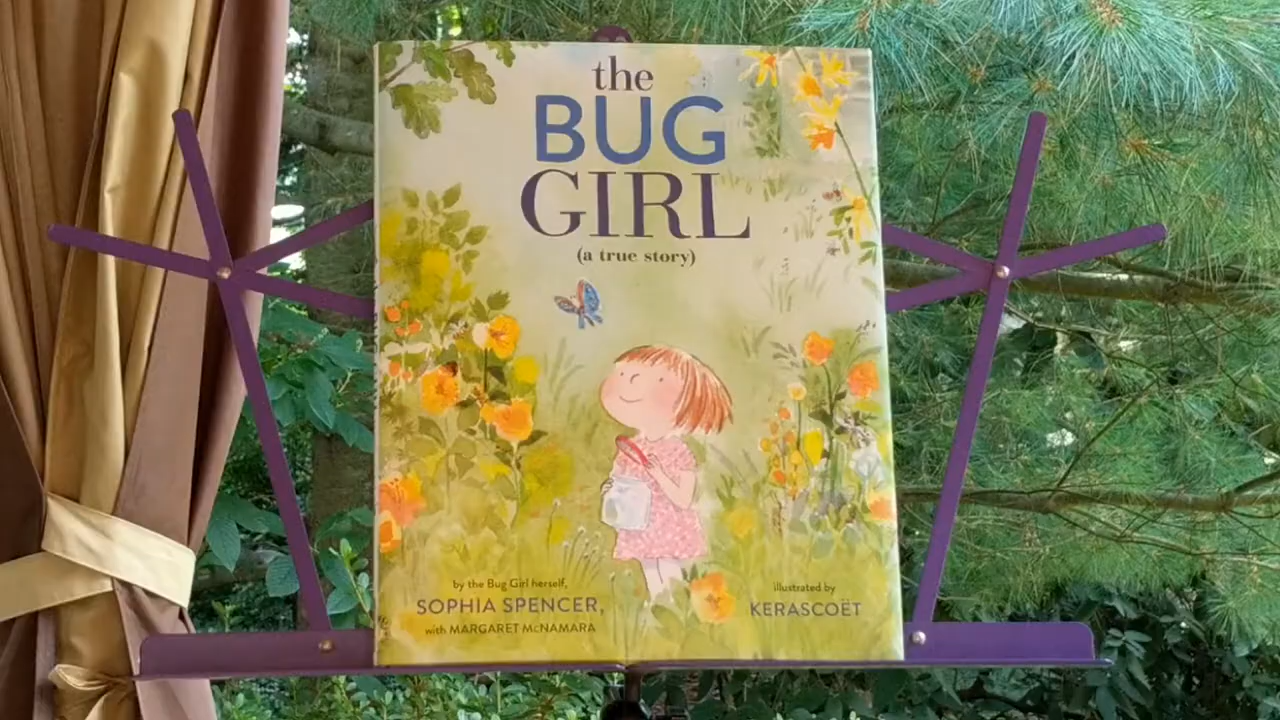 the
BUG
GIRL
(a true story)
by the Bug Girl herself,
SOPHIA SPENCER,
with MARGARET McNAMARA
illustrated by
KERASCOËT